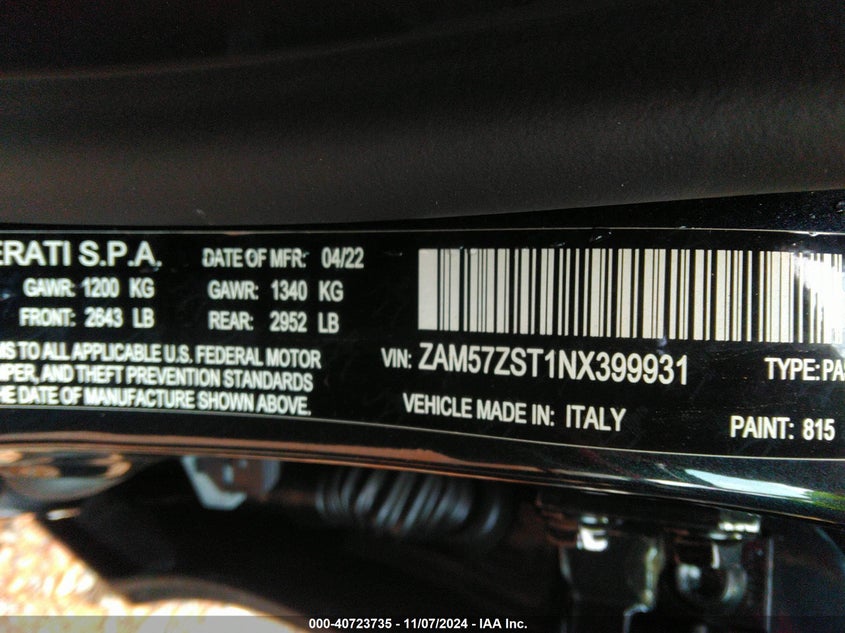 ERATI S.P.A. DATE OF MFR: 04/22
GAWR: 1200 KG GAWR: 1340 KG
FRONT: 2643 LB REAR: 2952 LB
MS TO ALL APPLICABLE U.S. FEDERAL MOTOR
MPER, AND THEFT PREVENTION STANDARDS
HE DATE OF MANUFACTURE SHOWN ABOVE.
VIN: ZAM57ZST1NX399931 TYPE: PA
VEHICLE MADE IN: ITALY PAINT: 815
000-40723735 - 11/07/2024 - IAA Inc.